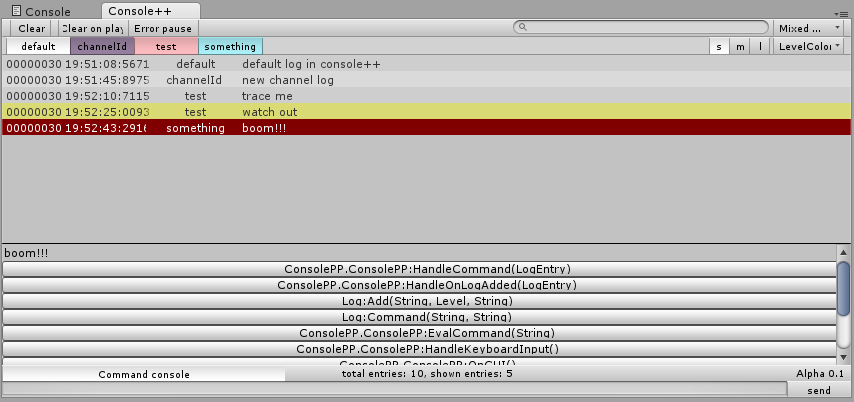 Console Console++
Clear Clear on play Error pause Mixed ...
default channelId test something s m l LevelColor
00000030 19:51:08:5671 default default log in console++
00000030 19:51:45:8975 channelId new channel log
00000030 19:52:10:7115 test trace me
00000030 19:52:25:0093 test watch out
00000030 19:52:43:2916 something boom!!!
boom!!!
ConsolePP.ConsolePP:HandleCommand(LogEntry)
ConsolePP.ConsolePP:HandleOnLogAdded(LogEntry)
Log:Add(String, Level, String)
Log:Command(String, String)
ConsolePP.ConsolePP:EvalCommand(String)
ConsolePP.ConsolePP:HandleKeyboardInput()
ConsolePP.ConsolePP:OnGUI()
Command console total entries: 10, shown entries: 5 Alpha 0.1
send